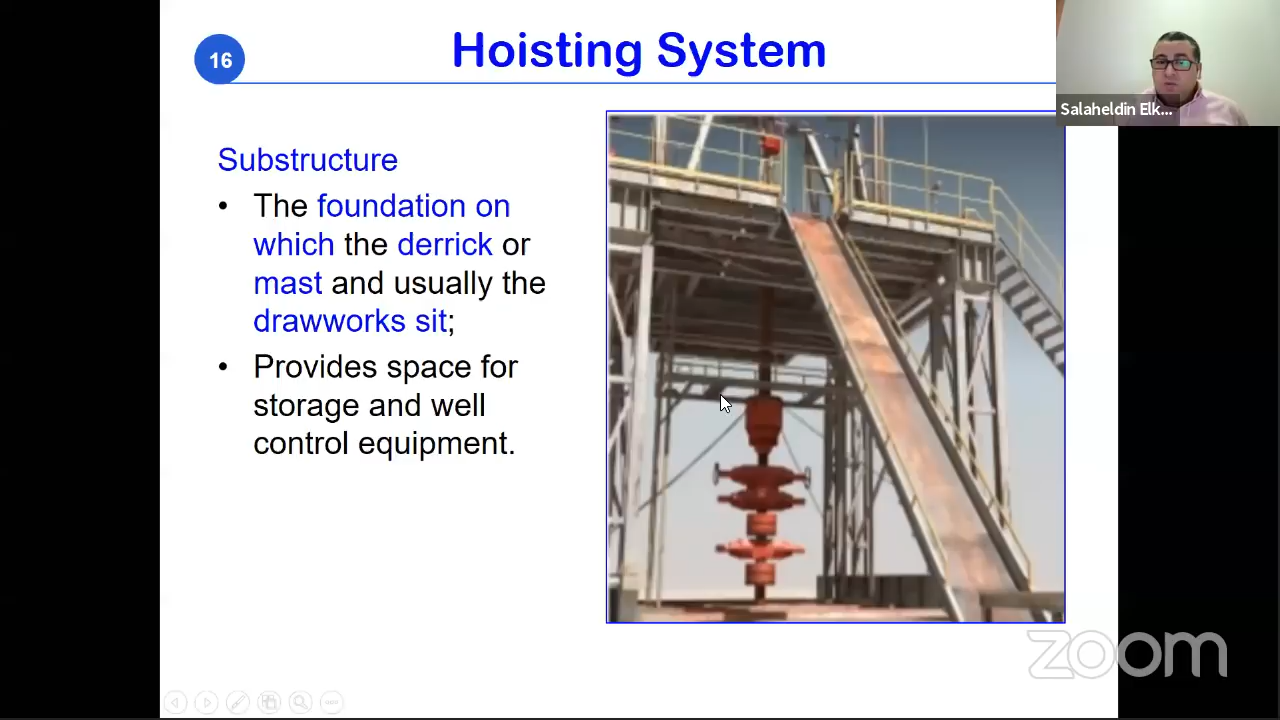 16
Hoisting System
Salaheldin Elk...
Substructure
• The foundation on
which the derrick or
mast and usually the
drawworks sit;
• Provides space for
storage and well
control equipment.
zoom